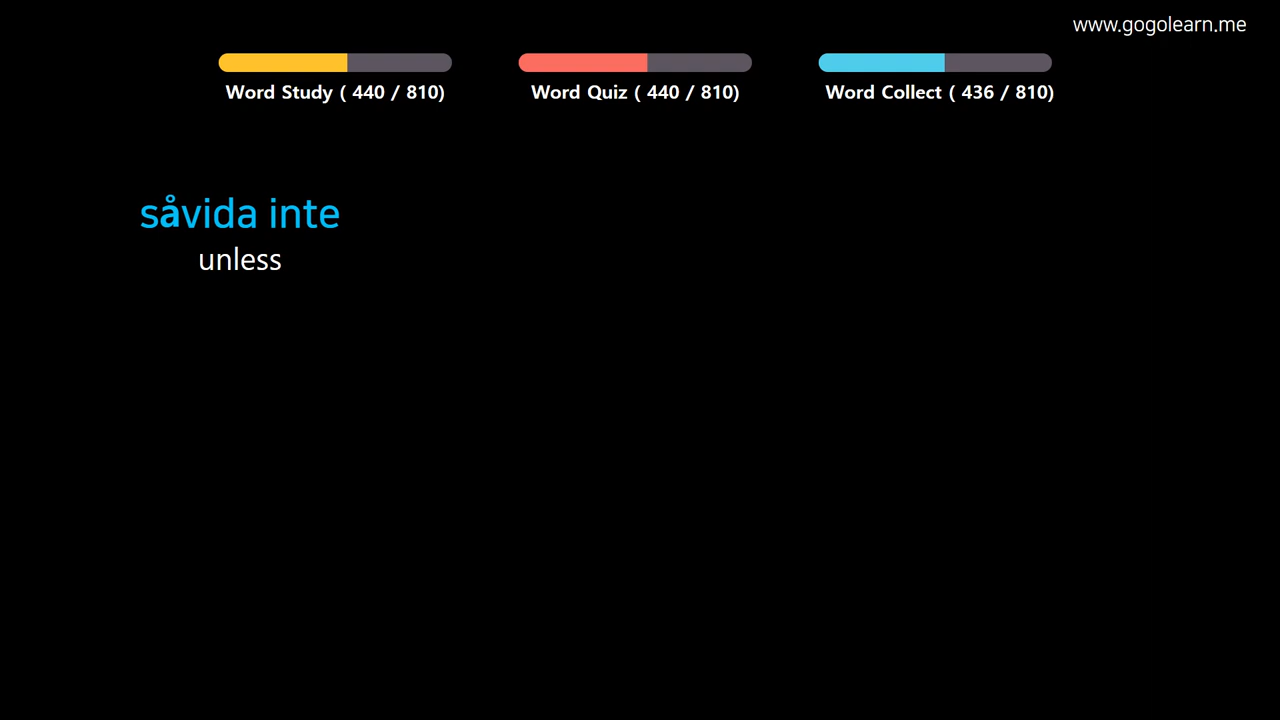 www.gogolearn.me
Word Study ( 440 / 810)
Word Quiz ( 440 / 810)
Word Collect ( 436 / 810)
såvida inte
unless